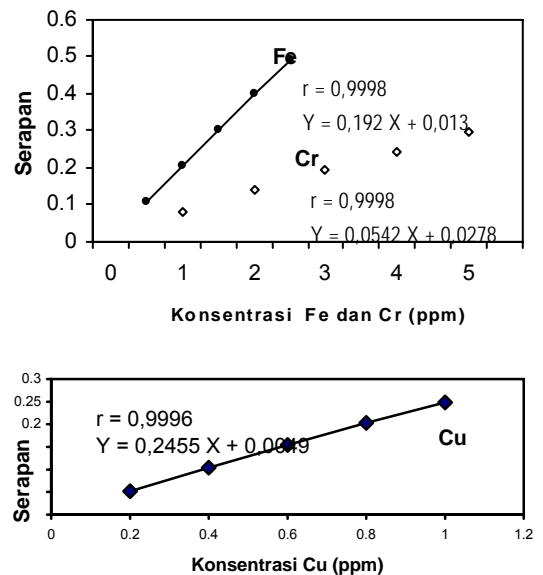 0.6
0.5
0.4
0.3
0.2
0.1
0
Serapan
Fe
r = 0,9998
Y = 0,192 X + 0,013
Cr
r = 0,9998
Y = 0,0542 X + 0,0278
0 1 2 3 4 5
Konsentrasi Fe dan Cr (ppm)
0.3
0.25
0.2
Serapan
r = 0,9996
Y = 0,2455 X + 0,0049
Cu
0 0.2 0.4 0.6 0.8 1 1.2
Konsentrasi Cu (ppm)